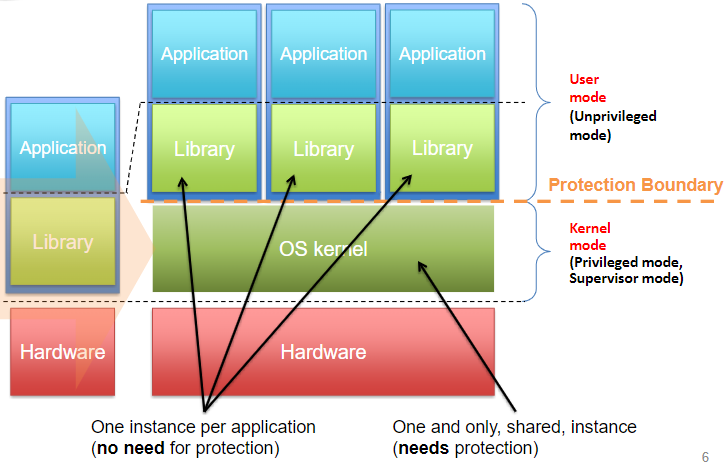 Application
Application
Application
User
mode
(Unprivileged
mode)
Application
Library
Library
Library
Protection Boundary
Library
OS kernel
Kernel
mode
(Privileged mode,
Supervisor mode)
Hardware
Hardware
One instance per application
(no need for protection)
One and only, shared, instance
(needs protection)
6